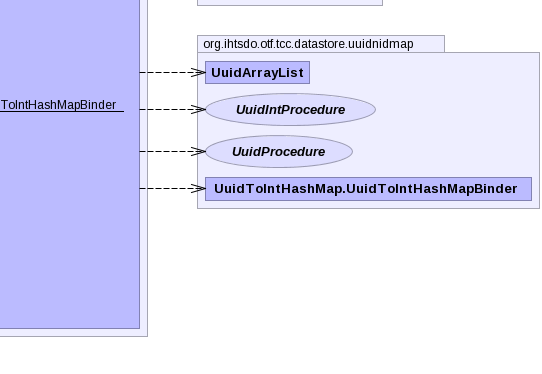 org.ihtsdo.otf.tcc.datastore.uuidnidmap
UuidArrayList
ToIntHashMapBinder
UuidIntProcedure
UuidProcedure
UuidToIntHashMap.UuidToIntHashMapBinder